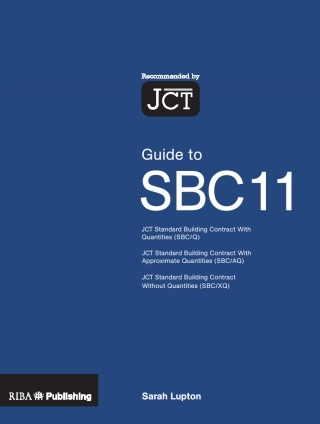 Recommended by
JCT
Guide to
SBC11
JCT Standard Building Contract With
Quantities (SBC/Q)
JCT Standard Building Contract With
Approximate Quantities (SBC/AQ)
JCT Standard Building Contract
Without Quantities (SBC/XQ)
RIBA Publishing
Sarah Lupton